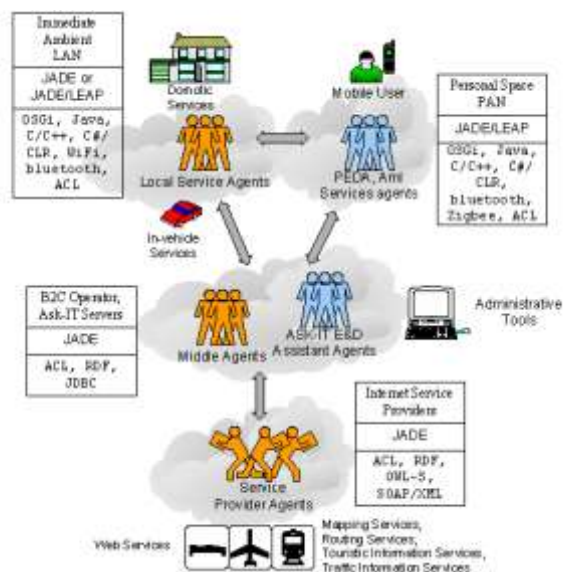 Immediate
Ambient
LAN
JADE or
JADE/LEAP
OSGi, Java,
C/C++, C#/
CLR, WiFi,
bluetooth,
ACL
Domotic
Services
Mobile User
Personal Space
PAN
JADE/LEAP
OSGi, Java,
C/C++, C#/
CLR,
bluetooth,
Zigbee, ACL
Local Service Agents
PEDA, AmI
Services agents
In-vehicle
Services
B2C Operator,
Ask-IT Servers
JADE
ACL, RDF,
JDBC
Middle Agents
ASK-IT E&D
Assistant Agents
Administrative
Tools
Internet Service
Providers
JADE
ACL, RDF,
OWL-S,
SOAP/XML
Service
Provider Agents
Web Services
Mapping Services,
Routing Services,
Touristic Information Services,
Traffic Information Services